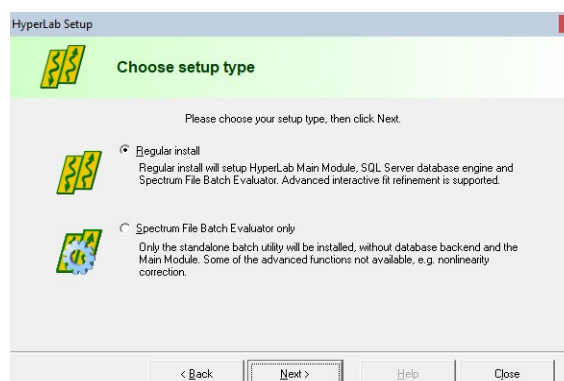 HyperLab Setup
Choose setup type
Please choose your setup type, then click Next.
Regular install
Regular install will setup HyperLab Main Module, SQL Server database engine and
Spectrum File Batch Evaluator. Advanced interactive fit refinement is supported.
Spectrum File Batch Evaluator only
Only the standalone batch utility will be installed, without database backend and the
Main Module. Some of the advanced functions not available, e.g. nonlinearity
correction.
< Back Next > Help Close